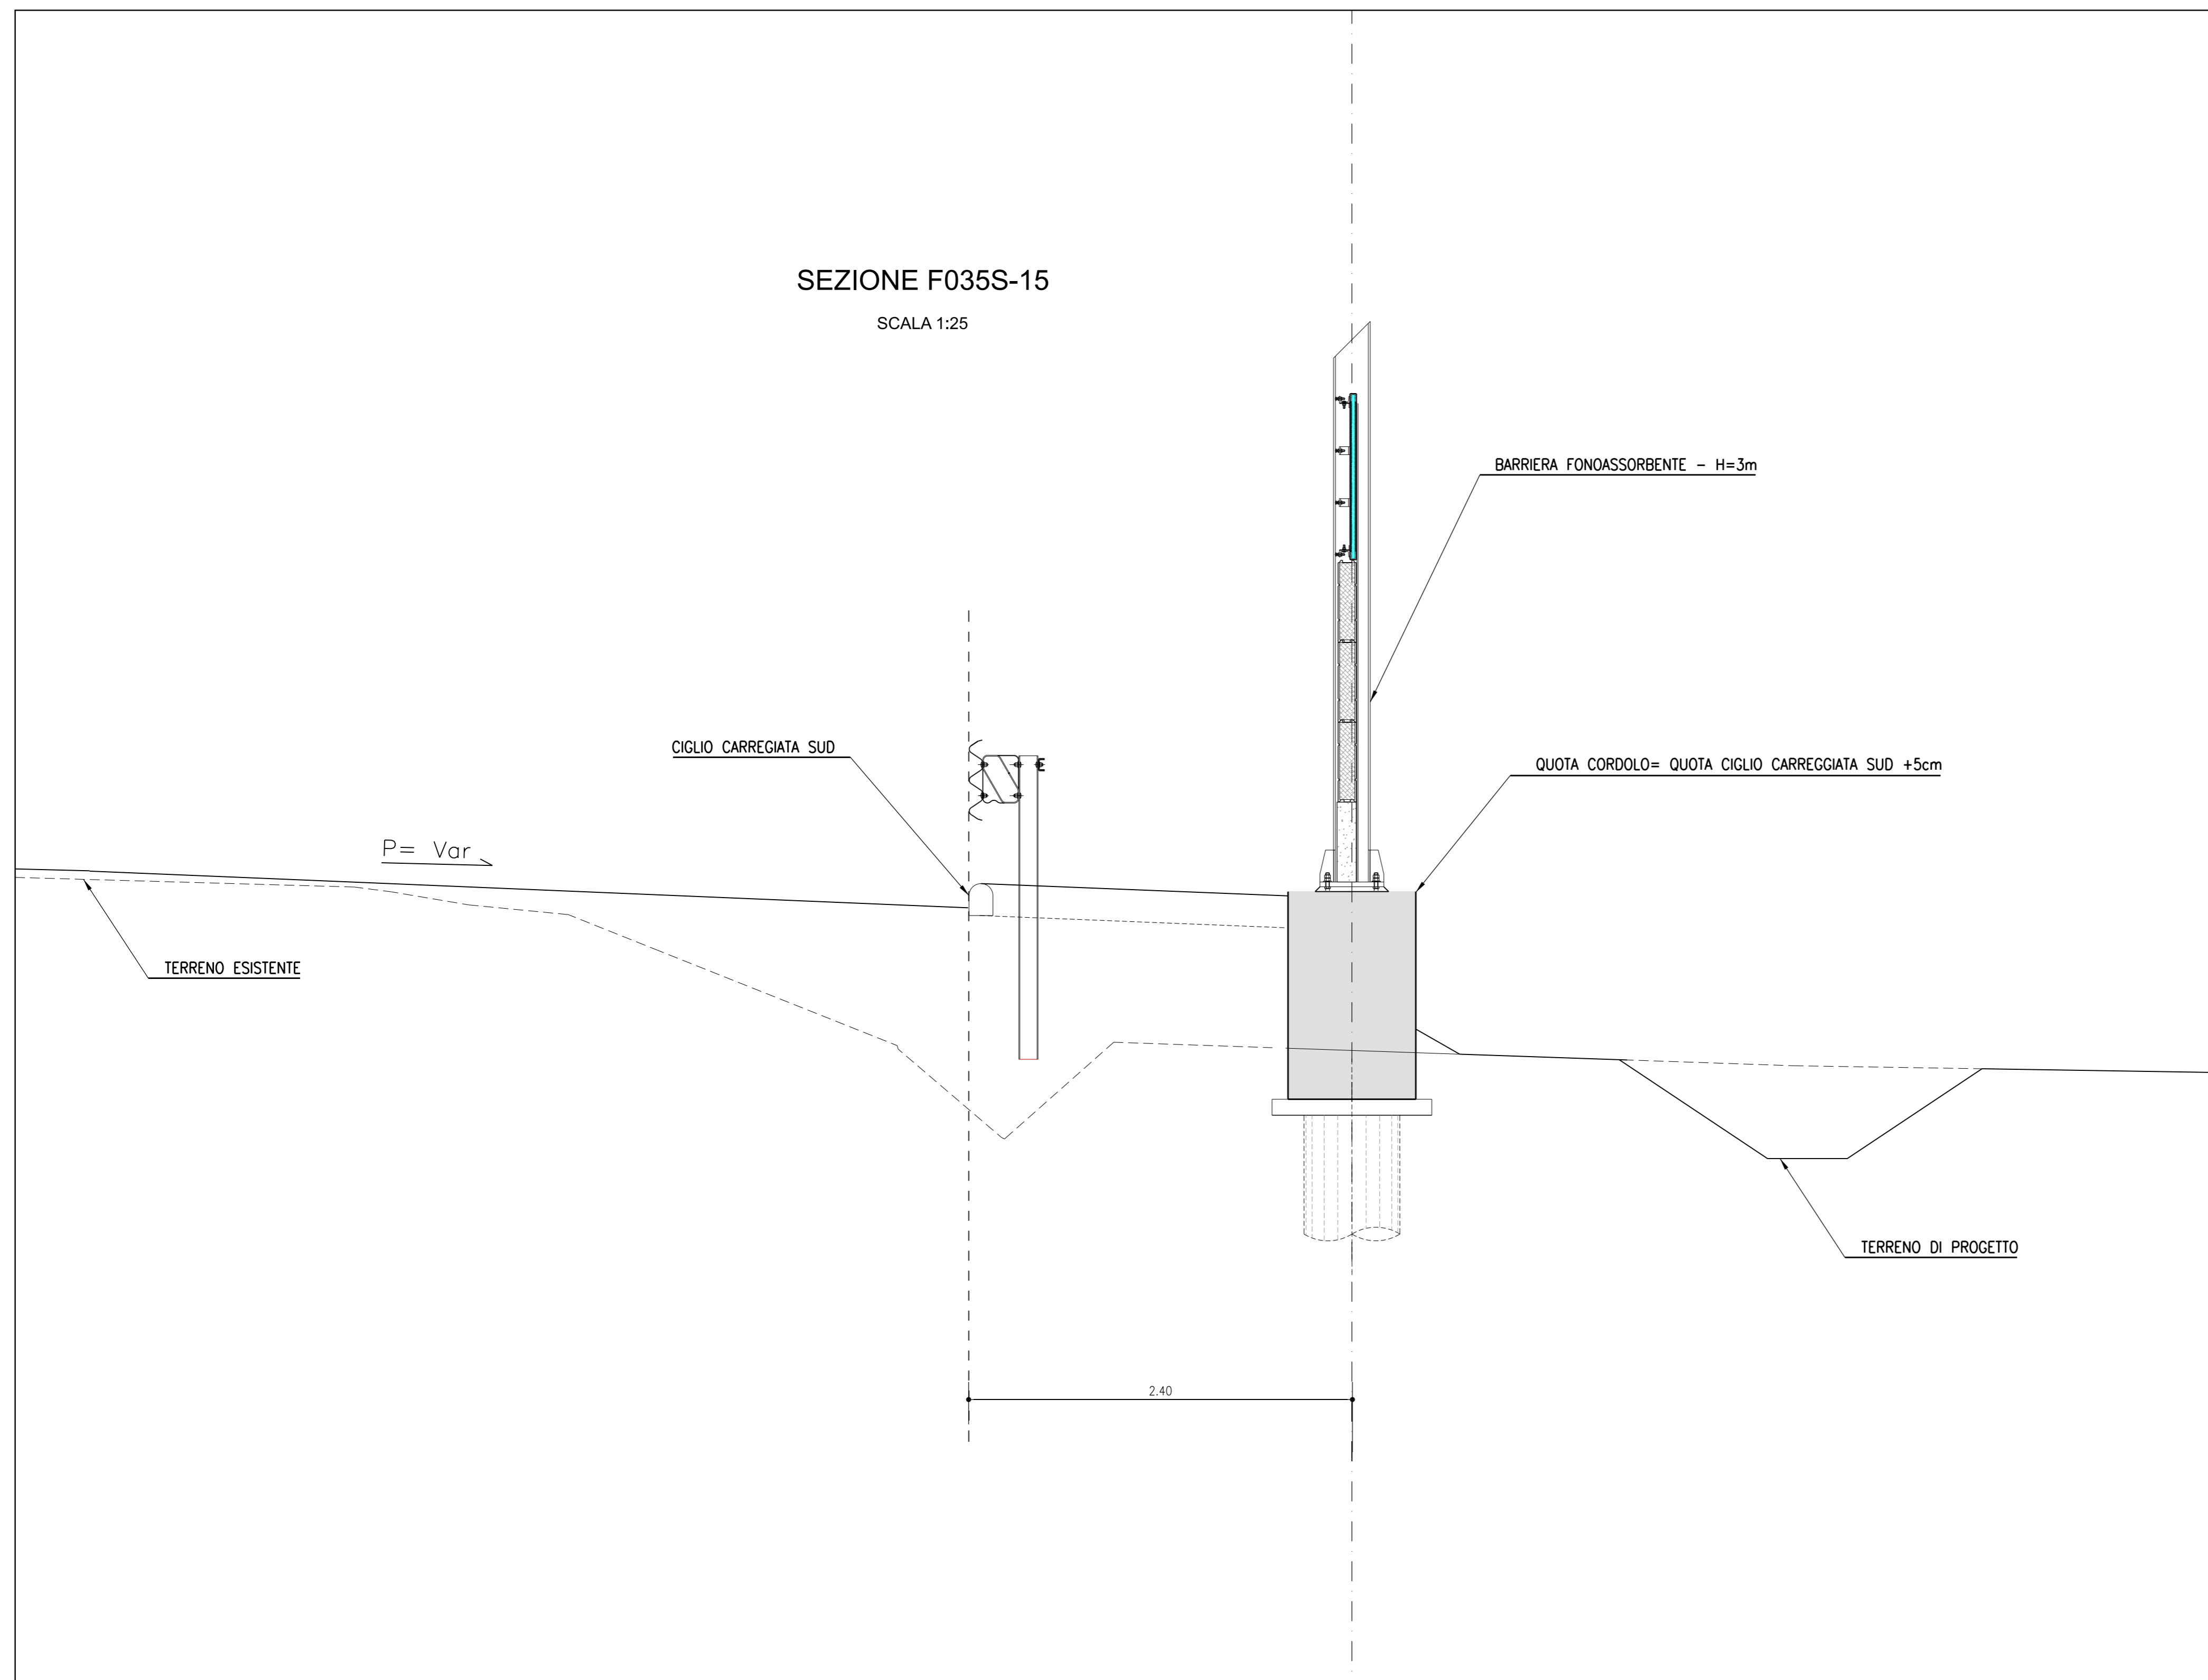 SEZIONE F035S-15
SCALA 1:25
BARRIERA FONOASSORBENTE - H=3m
CIGLIO CARREGIATA SUD
QUOTA CORDOLO= QUOTA CIGLIO CARREGGIATA SUD +5cm
P= Var
TERRENO ESISTENTE
TERRENO DI PROGETTO
2.40